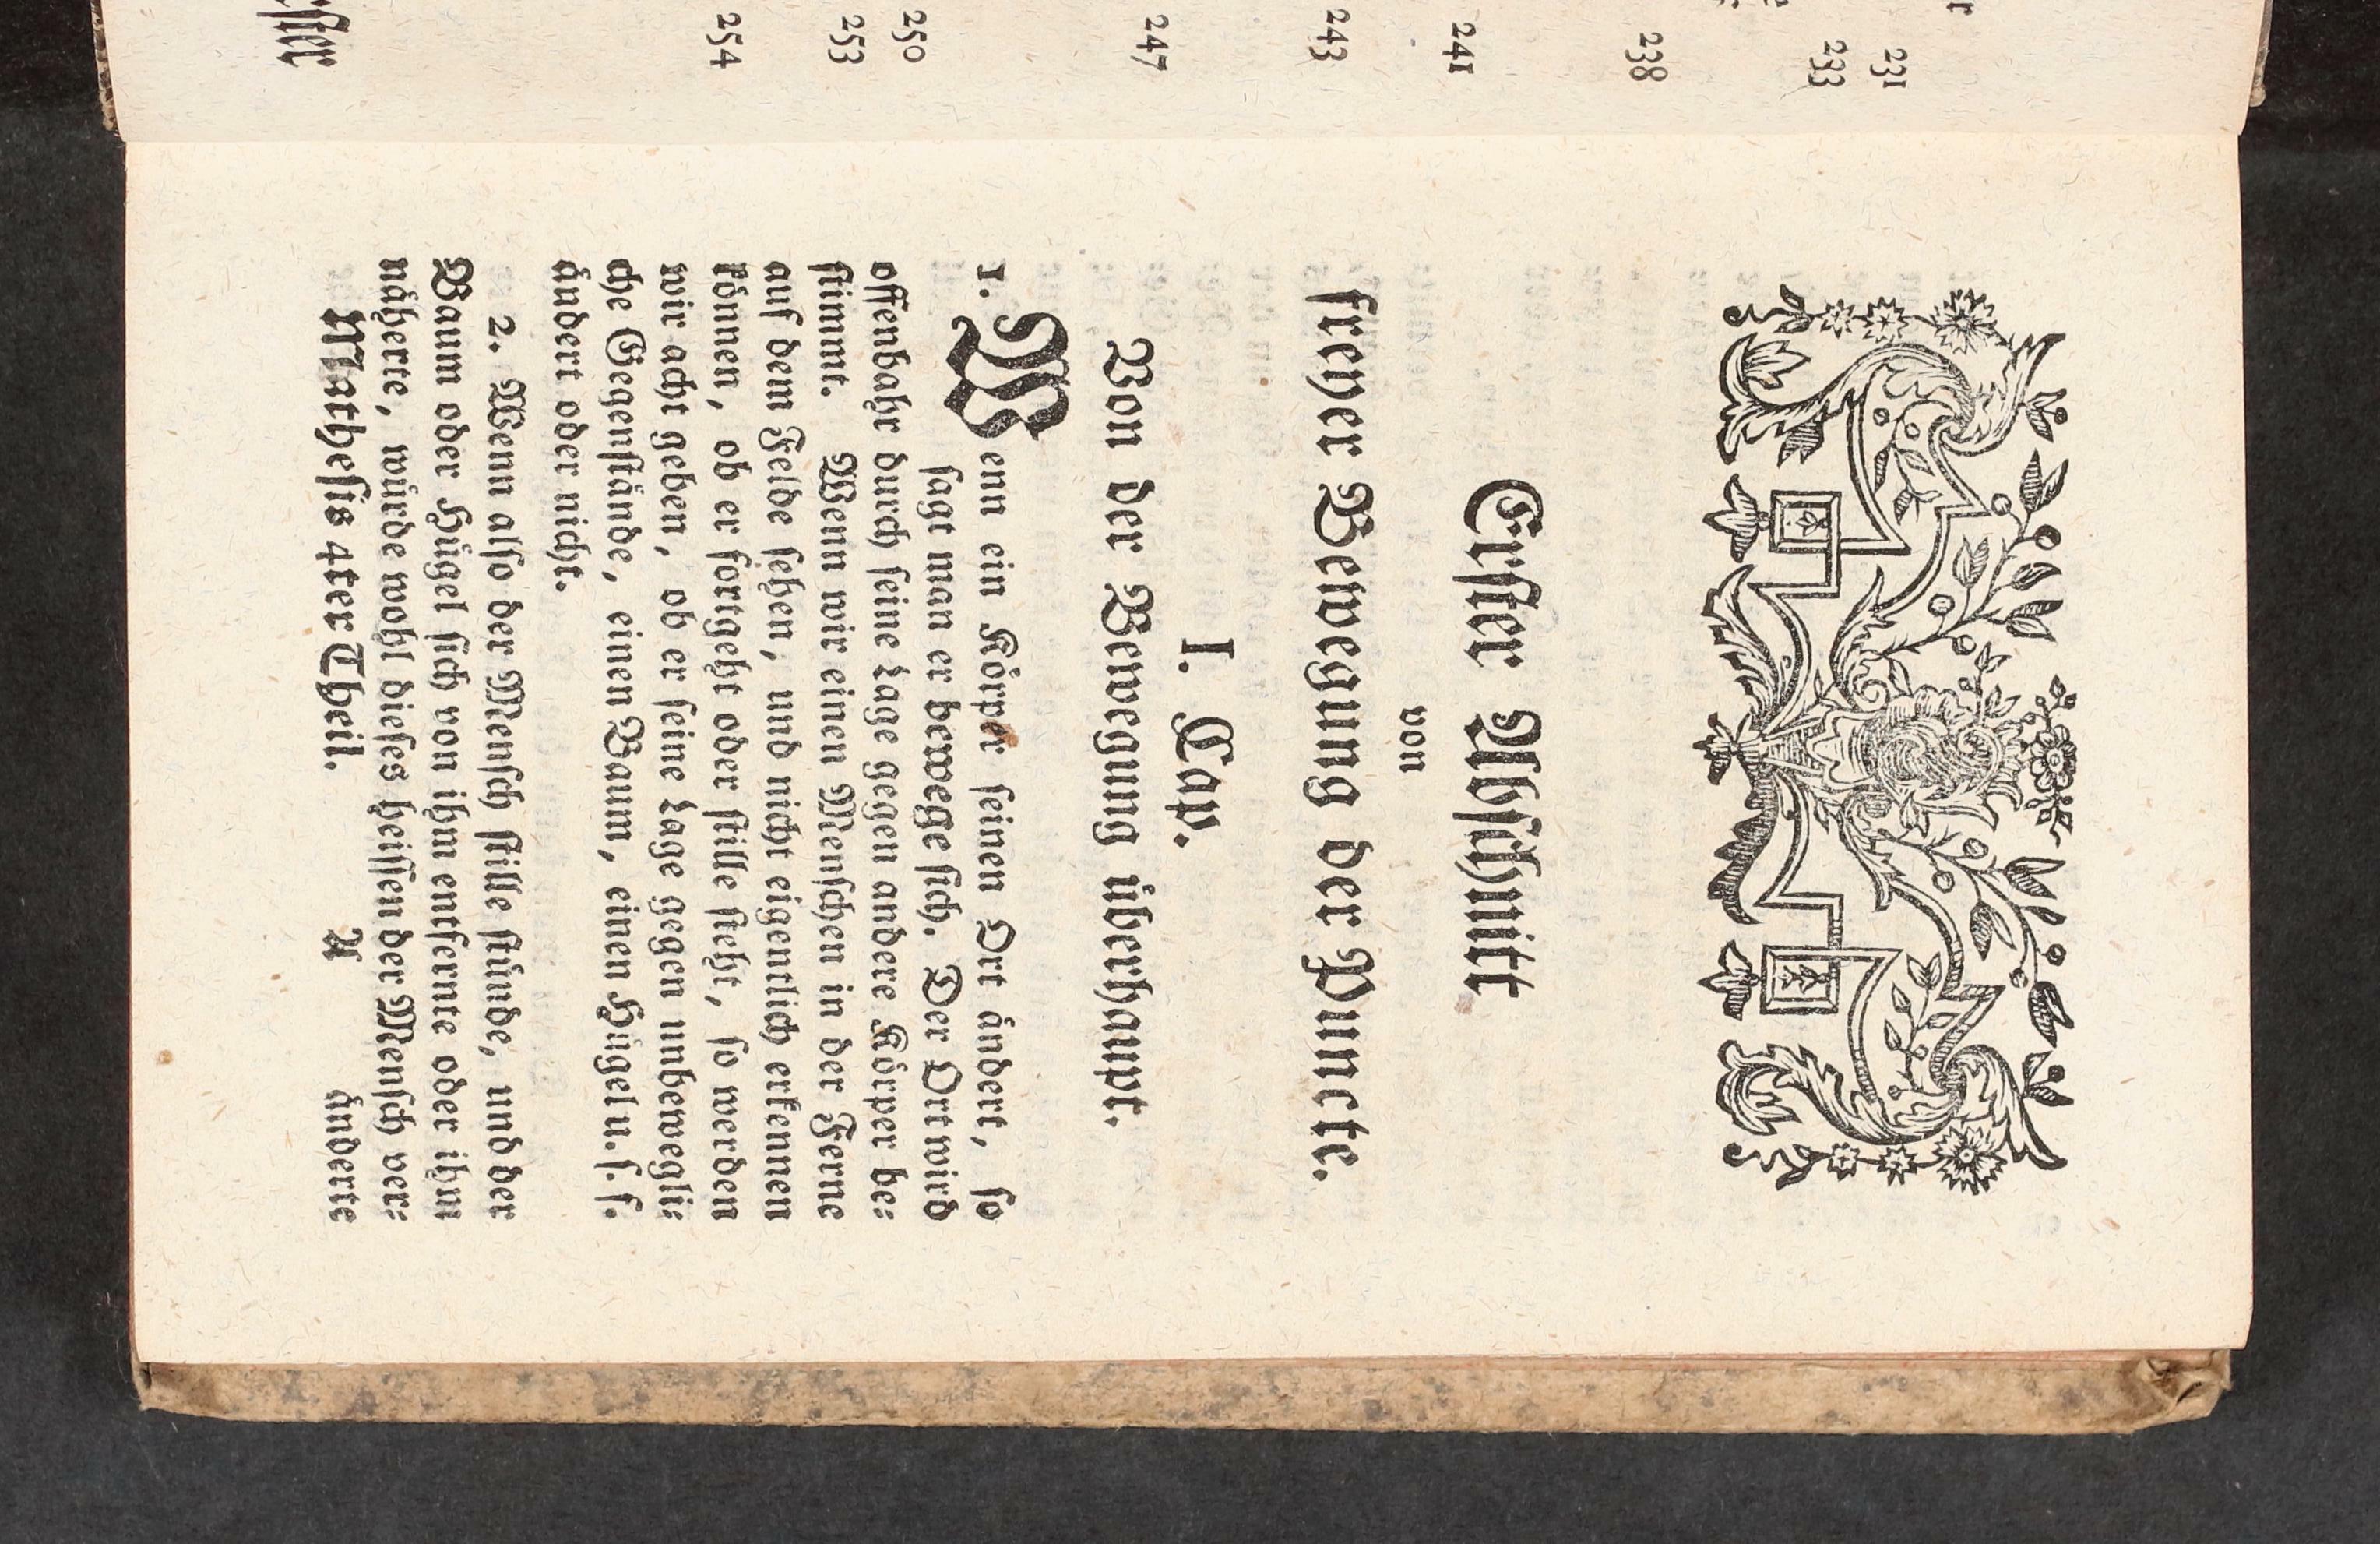 231
233
238
241
243
247
250
253
254
Erſter Abſchnitt
von
freyer Bewegung der Puncte.
I. Cap.
Von der Bewegung überhaupt.
1. Wenn ein Körper ſeinen Ort ändert, ſo
ſagt man er bewege ſich. Der Ort wird
offenbahr durch ſeine Lage gegen andere Körper be⸗
ſtimmt. Wenn wir einen Menſchen in der Ferne
auf dem Felde ſehen, und nicht eigentlich erkennen
können, ob er fortgeht oder ſtille ſteht, ſo werden
wir acht geben, ob er ſeine Lage gegen unbewegli⸗
che Gegenſtände, einen Baum, einen Hügel u. ſ. f.
ändert oder nicht.
2. Wenn alſo der Menſch ſtille ſtünde, und der
Baum oder Hügel ſich von ihm entfernte oder ihm
näherte, würde wohl dieſes heiſſen der Menſch ver⸗
Matheſis 4ter Theil. A änderte